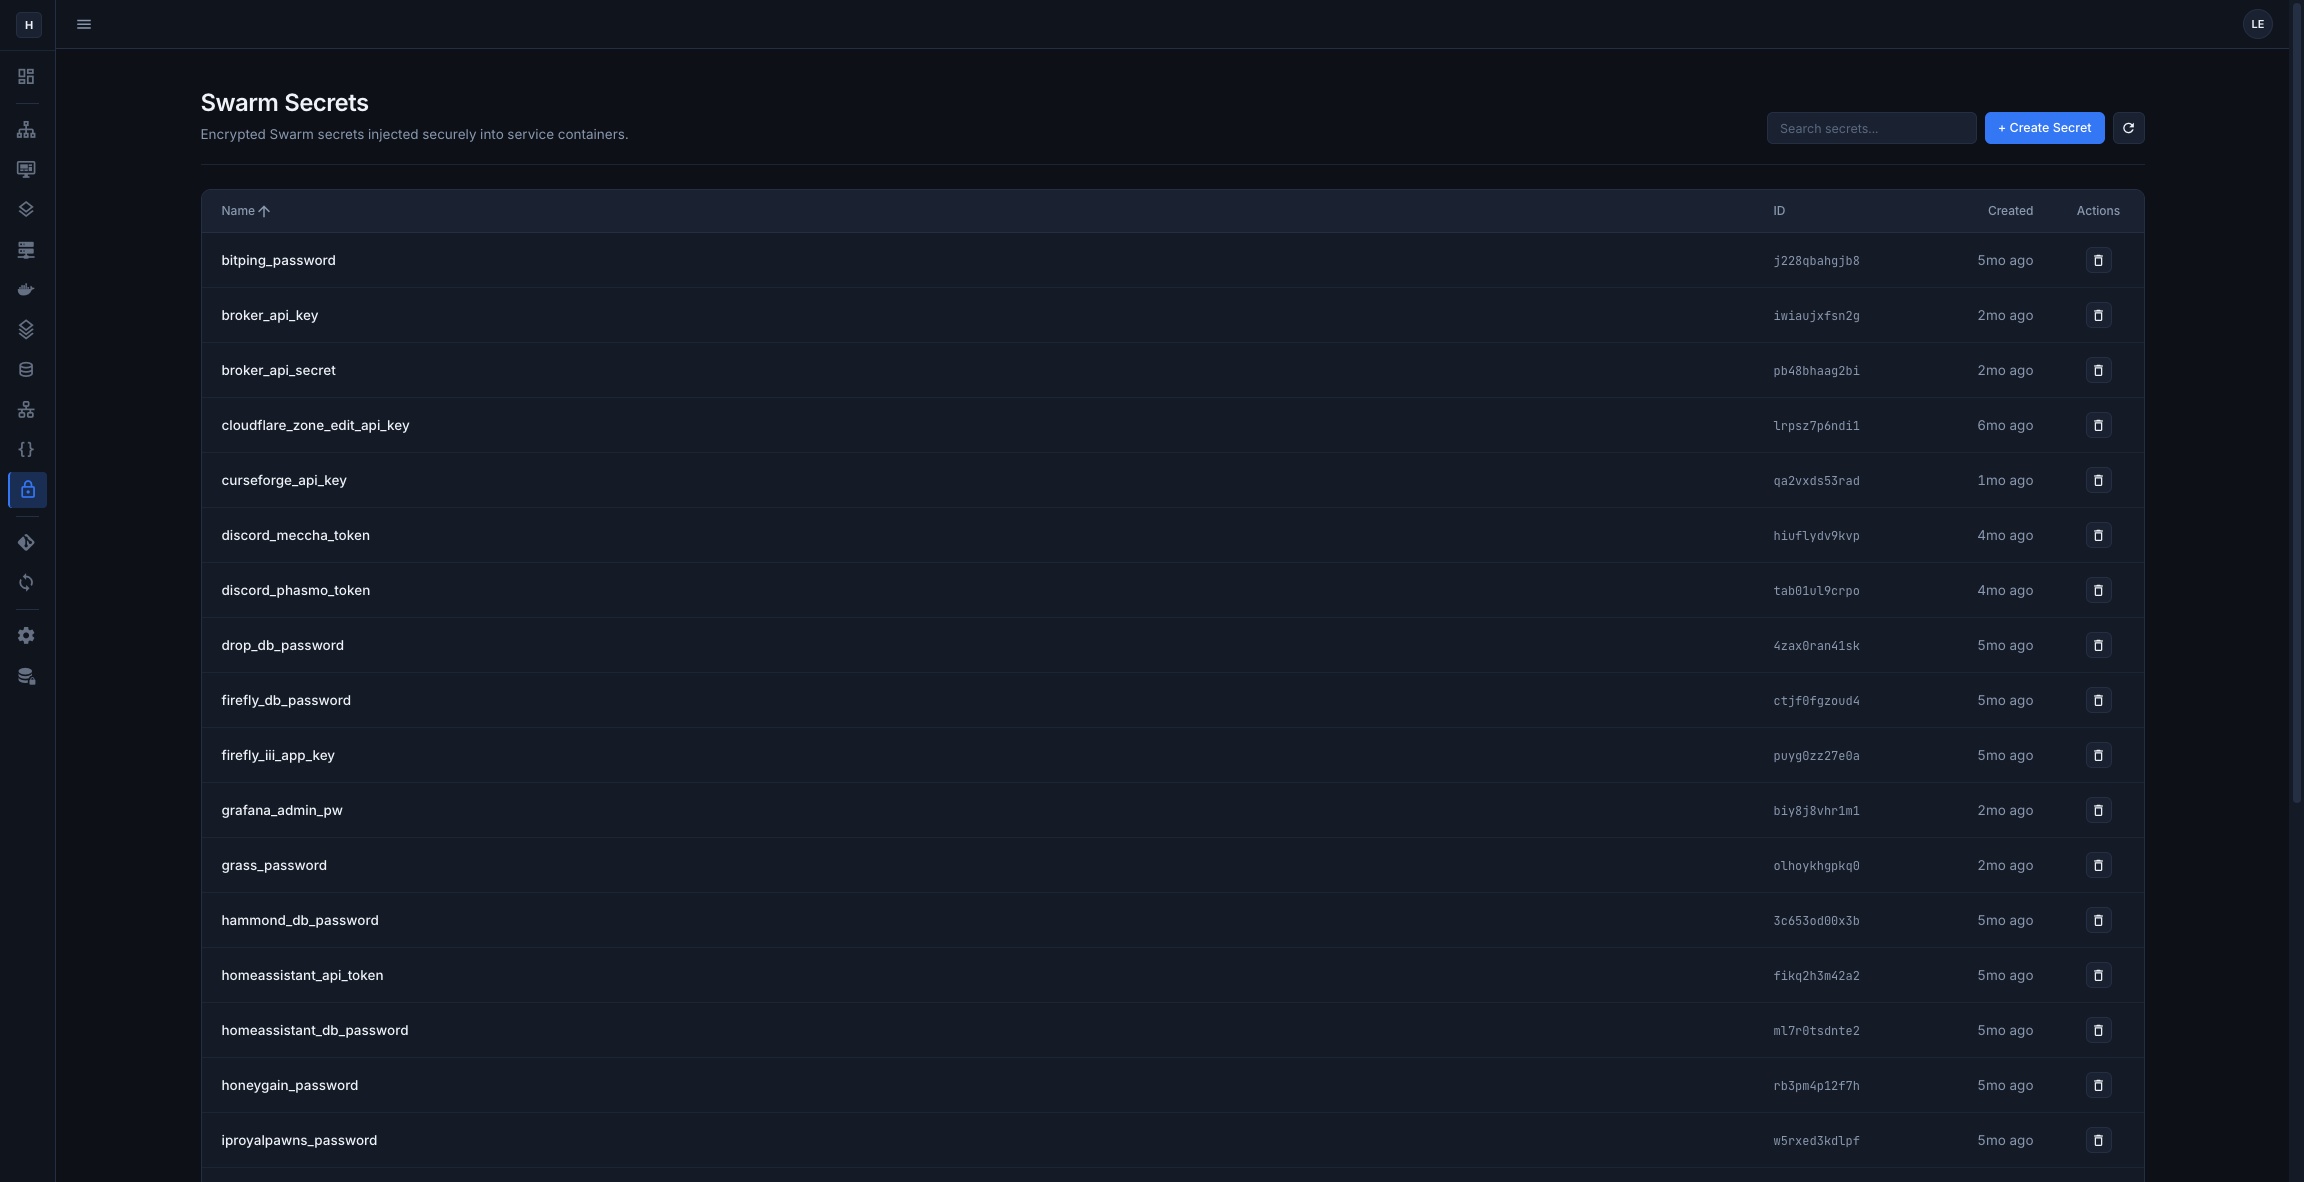 H
LE
Swarm Secrets
Encrypted Swarm secrets injected securely into service containers.
Search secrets...
+ Create Secret
Name ID Created Actions
bitping_password j228qbahgjb8 5mo ago
broker_api_key iwiaujxfsn2g 2mo ago
broker_api_secret pb48bhaag2bi 2mo ago
cloudflare_zone_edit_api_key lrpsz7p6ndi1 6mo ago
curseforge_api_key qa2vxds53rad 1mo ago
discord_meccha_token hiuflydv9kvp 4mo ago
discord_phasmo_token tab01ul9crpo 4mo ago
drop_db_password 4zax0ran41sk 5mo ago
firefly_db_password ctjf0fgzoud4 5mo ago
firefly_iii_app_key puyg0zz27e0a 5mo ago
grafana_admin_pw biy8j8vhr1m1 2mo ago
grass_password olhoykhgpkq0 2mo ago
hammond_db_password 3c653od00x3b 5mo ago
homeassistant_api_token fikq2h3m42a2 5mo ago
homeassistant_db_password ml7r0tsdnte2 5mo ago
honeygain_password rb3pm4p12f7h 5mo ago
iproyalpawns_password w5rxed3kdlpf 5mo ago